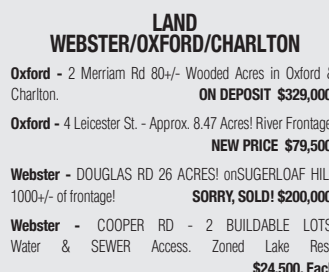 LAND
WEBSTER/OXFORD/CHARLTON
Oxford - 2 Merriam Rd 80+/- Wooded Acres in Oxford &
Charlton. ON DEPOSIT $329,000
Oxford - 4 Leicester St. - Approx. 8.47 Acres! River Frontage
NEW PRICE $79,500
Webster - DOUGLAS RD 26 ACRES! onSUGERLOAF HIL
1000+/- of frontage! SORRY, SOLD! $200,000
Webster - COOPER RD - 2 BUILDABLE LOTS
Water & SEWER Access. Zoned Lake Res
$24,500. Each